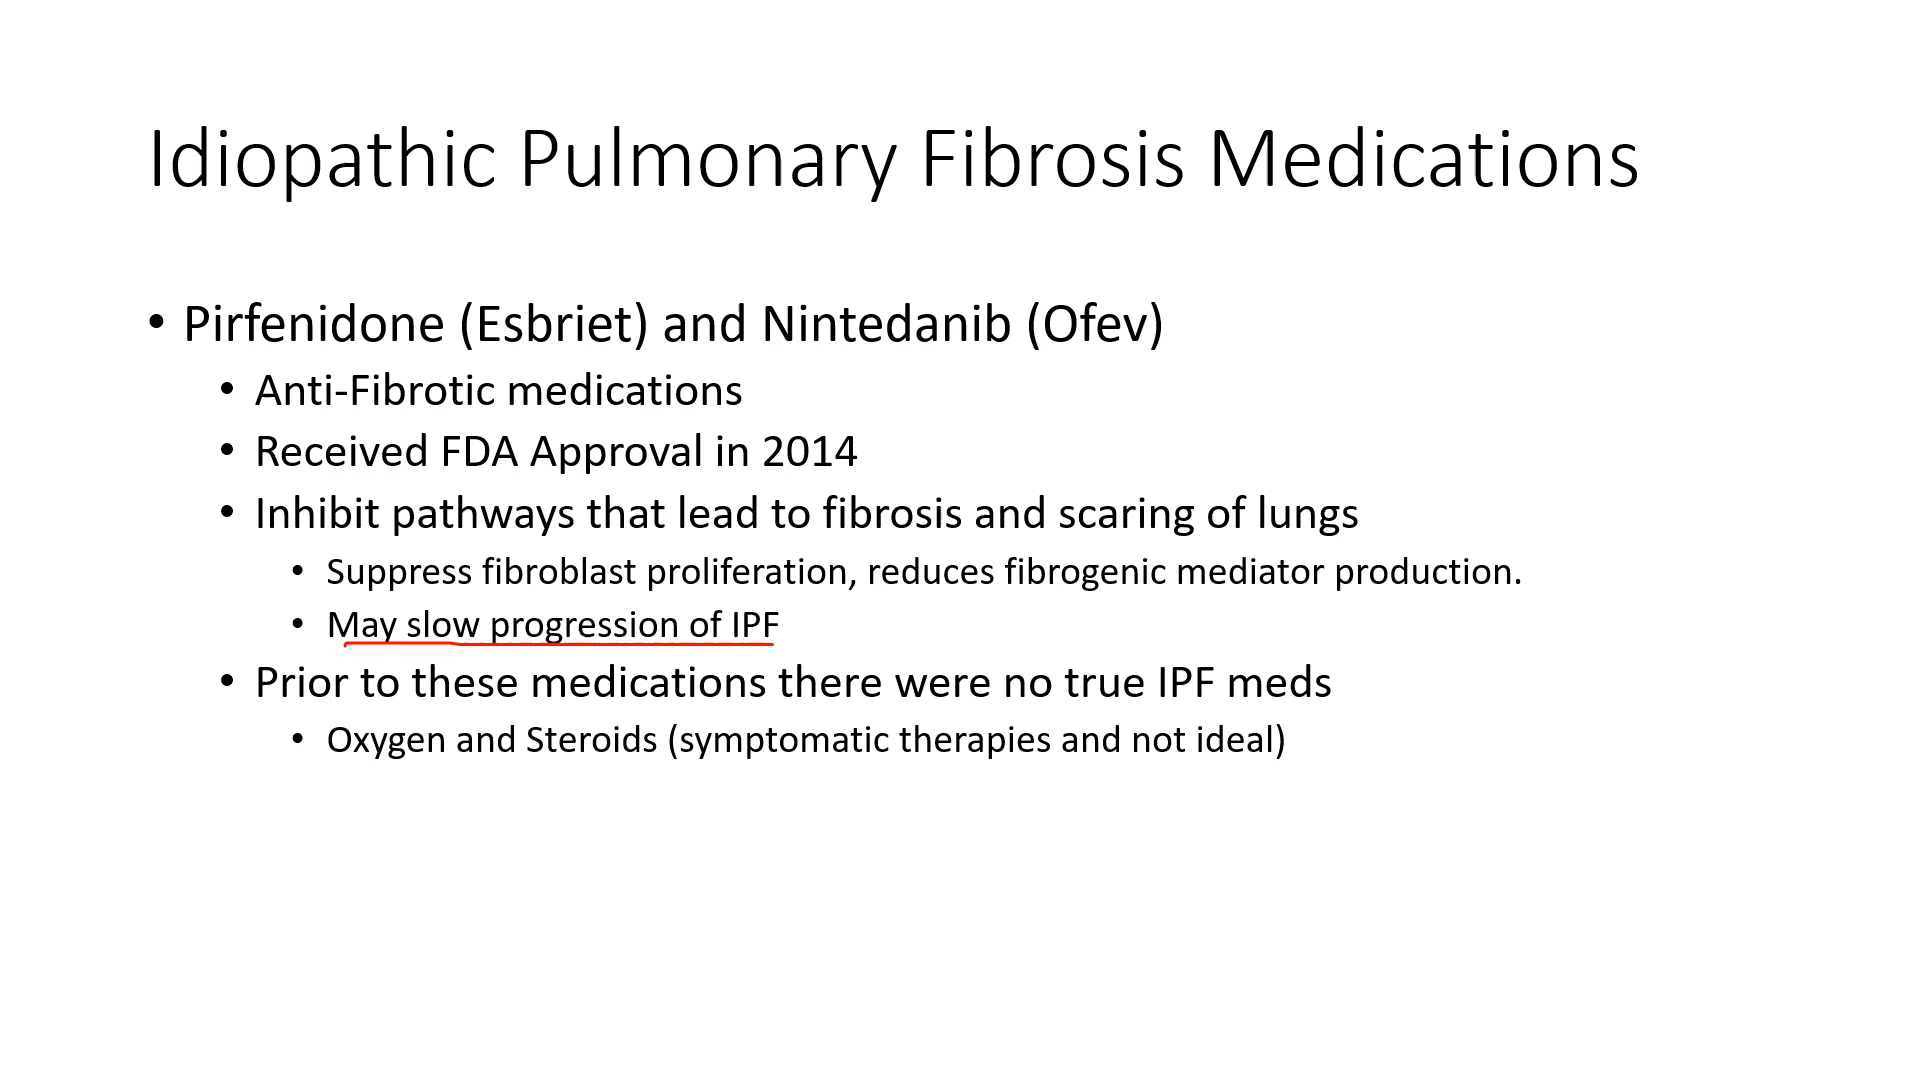 Idiopathic Pulmonary Fibrosis Medications
• Pirfenidone (Esbriet) and Nintedanib (Ofev)
• Anti-Fibrotic medications
• Received FDA Approval in 2014
• Inhibit pathways that lead to fibrosis and scaring of lungs
• Suppress fibroblast proliferation, reduces fibrogenic mediator production.
• May slow progression of IPF
• Prior to these medications there were no true IPF meds
• Oxygen and Steroids (symptomatic therapies and not ideal)